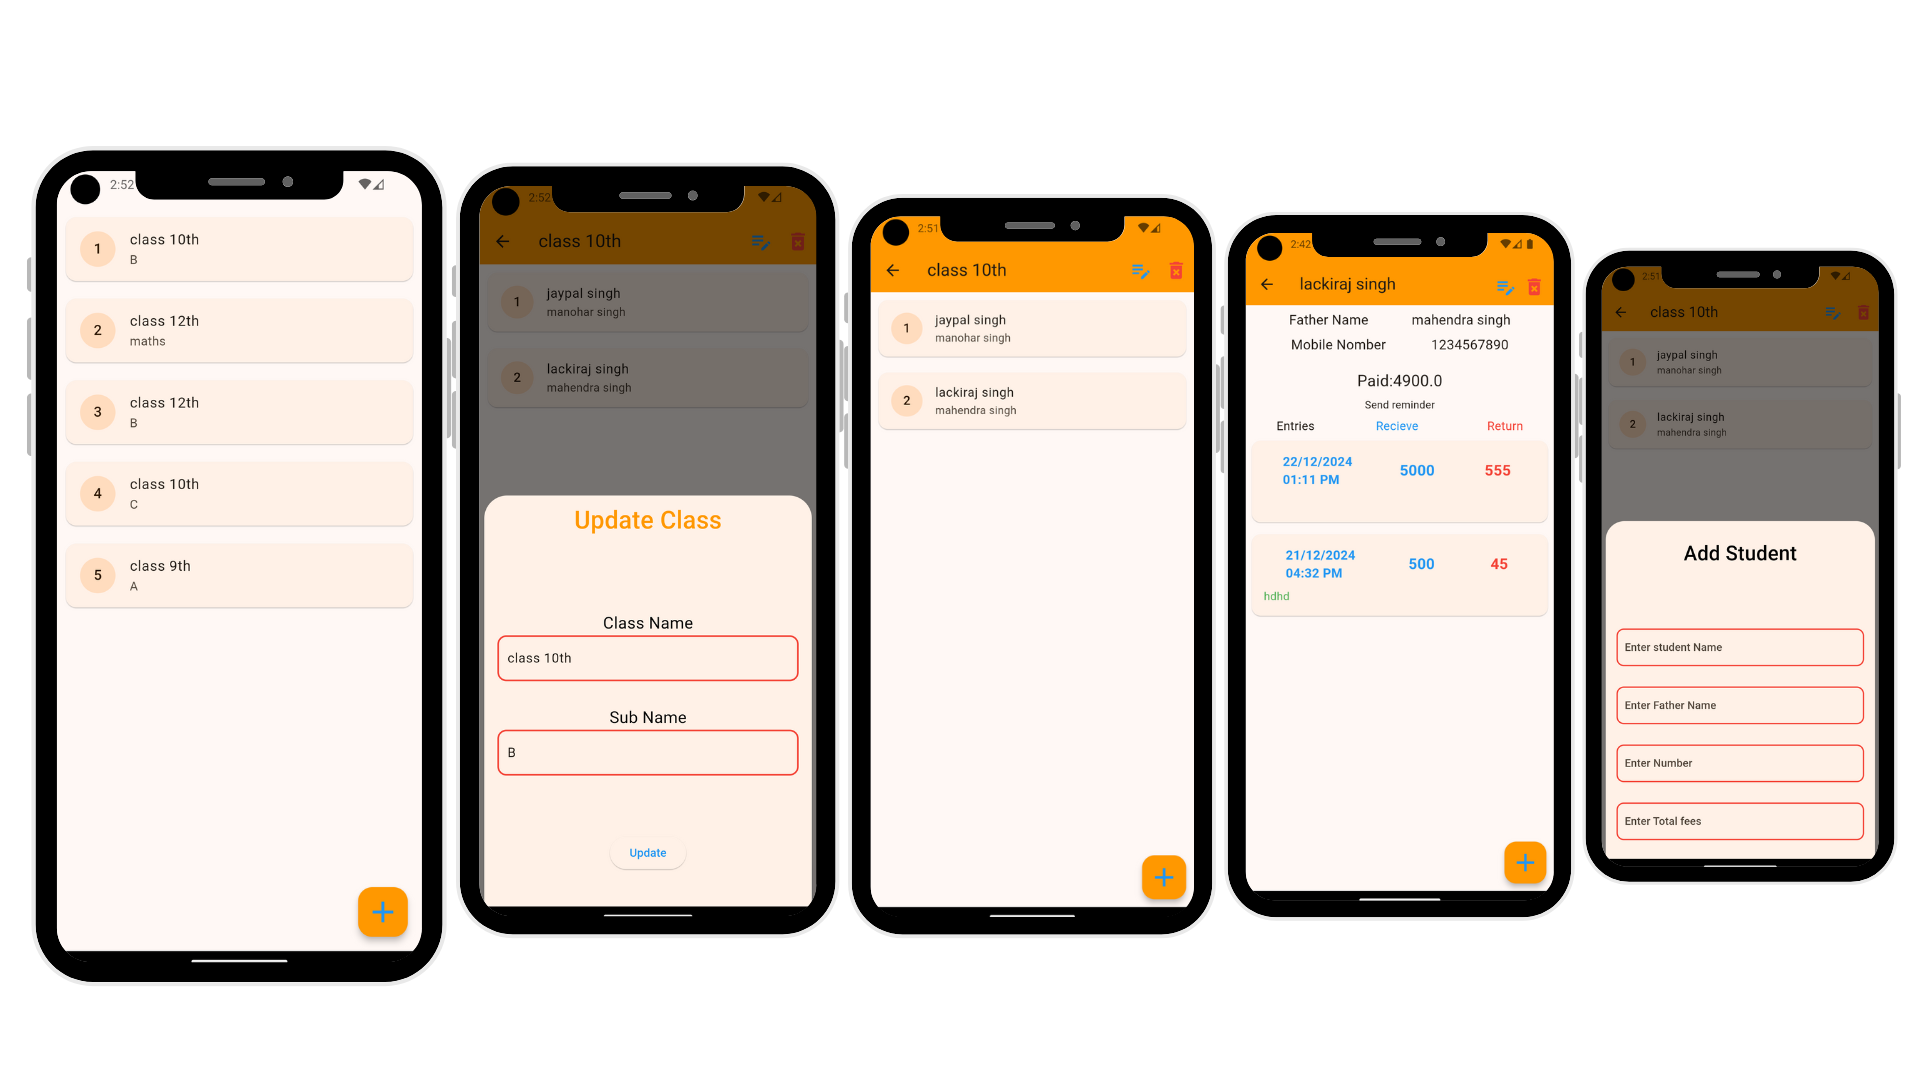 2:52
1
class 10th
B
2
class 12th
maths
3
class 12th
B
4
class 10th
C
5
class 9th
A
2:52
class 10th
1
jaypal singh
manohar singh
2
lackiraj singh
mahendra singh
Update Class
Class Name
class 10th
Sub Name
B
Update
2:51
class 10th
1
jaypal singh
manohar singh
2
lackiraj singh
mahendra singh
2:42
lackiraj singh
Father Name mahendra singh
Mobile Nomber 1234567890
Paid:4900.0
Send reminder
Entries Recieve Return
22/12/2024
01:11 PM
5000 555
21/12/2024
04:32 PM
500 45
hdhd
2:51
class 10th
1
jaypal singh
manohar singh
2
lackiraj singh
mahendra singh
Add Student
Enter student Name
Enter Father Name
Enter Number
Enter Total fees